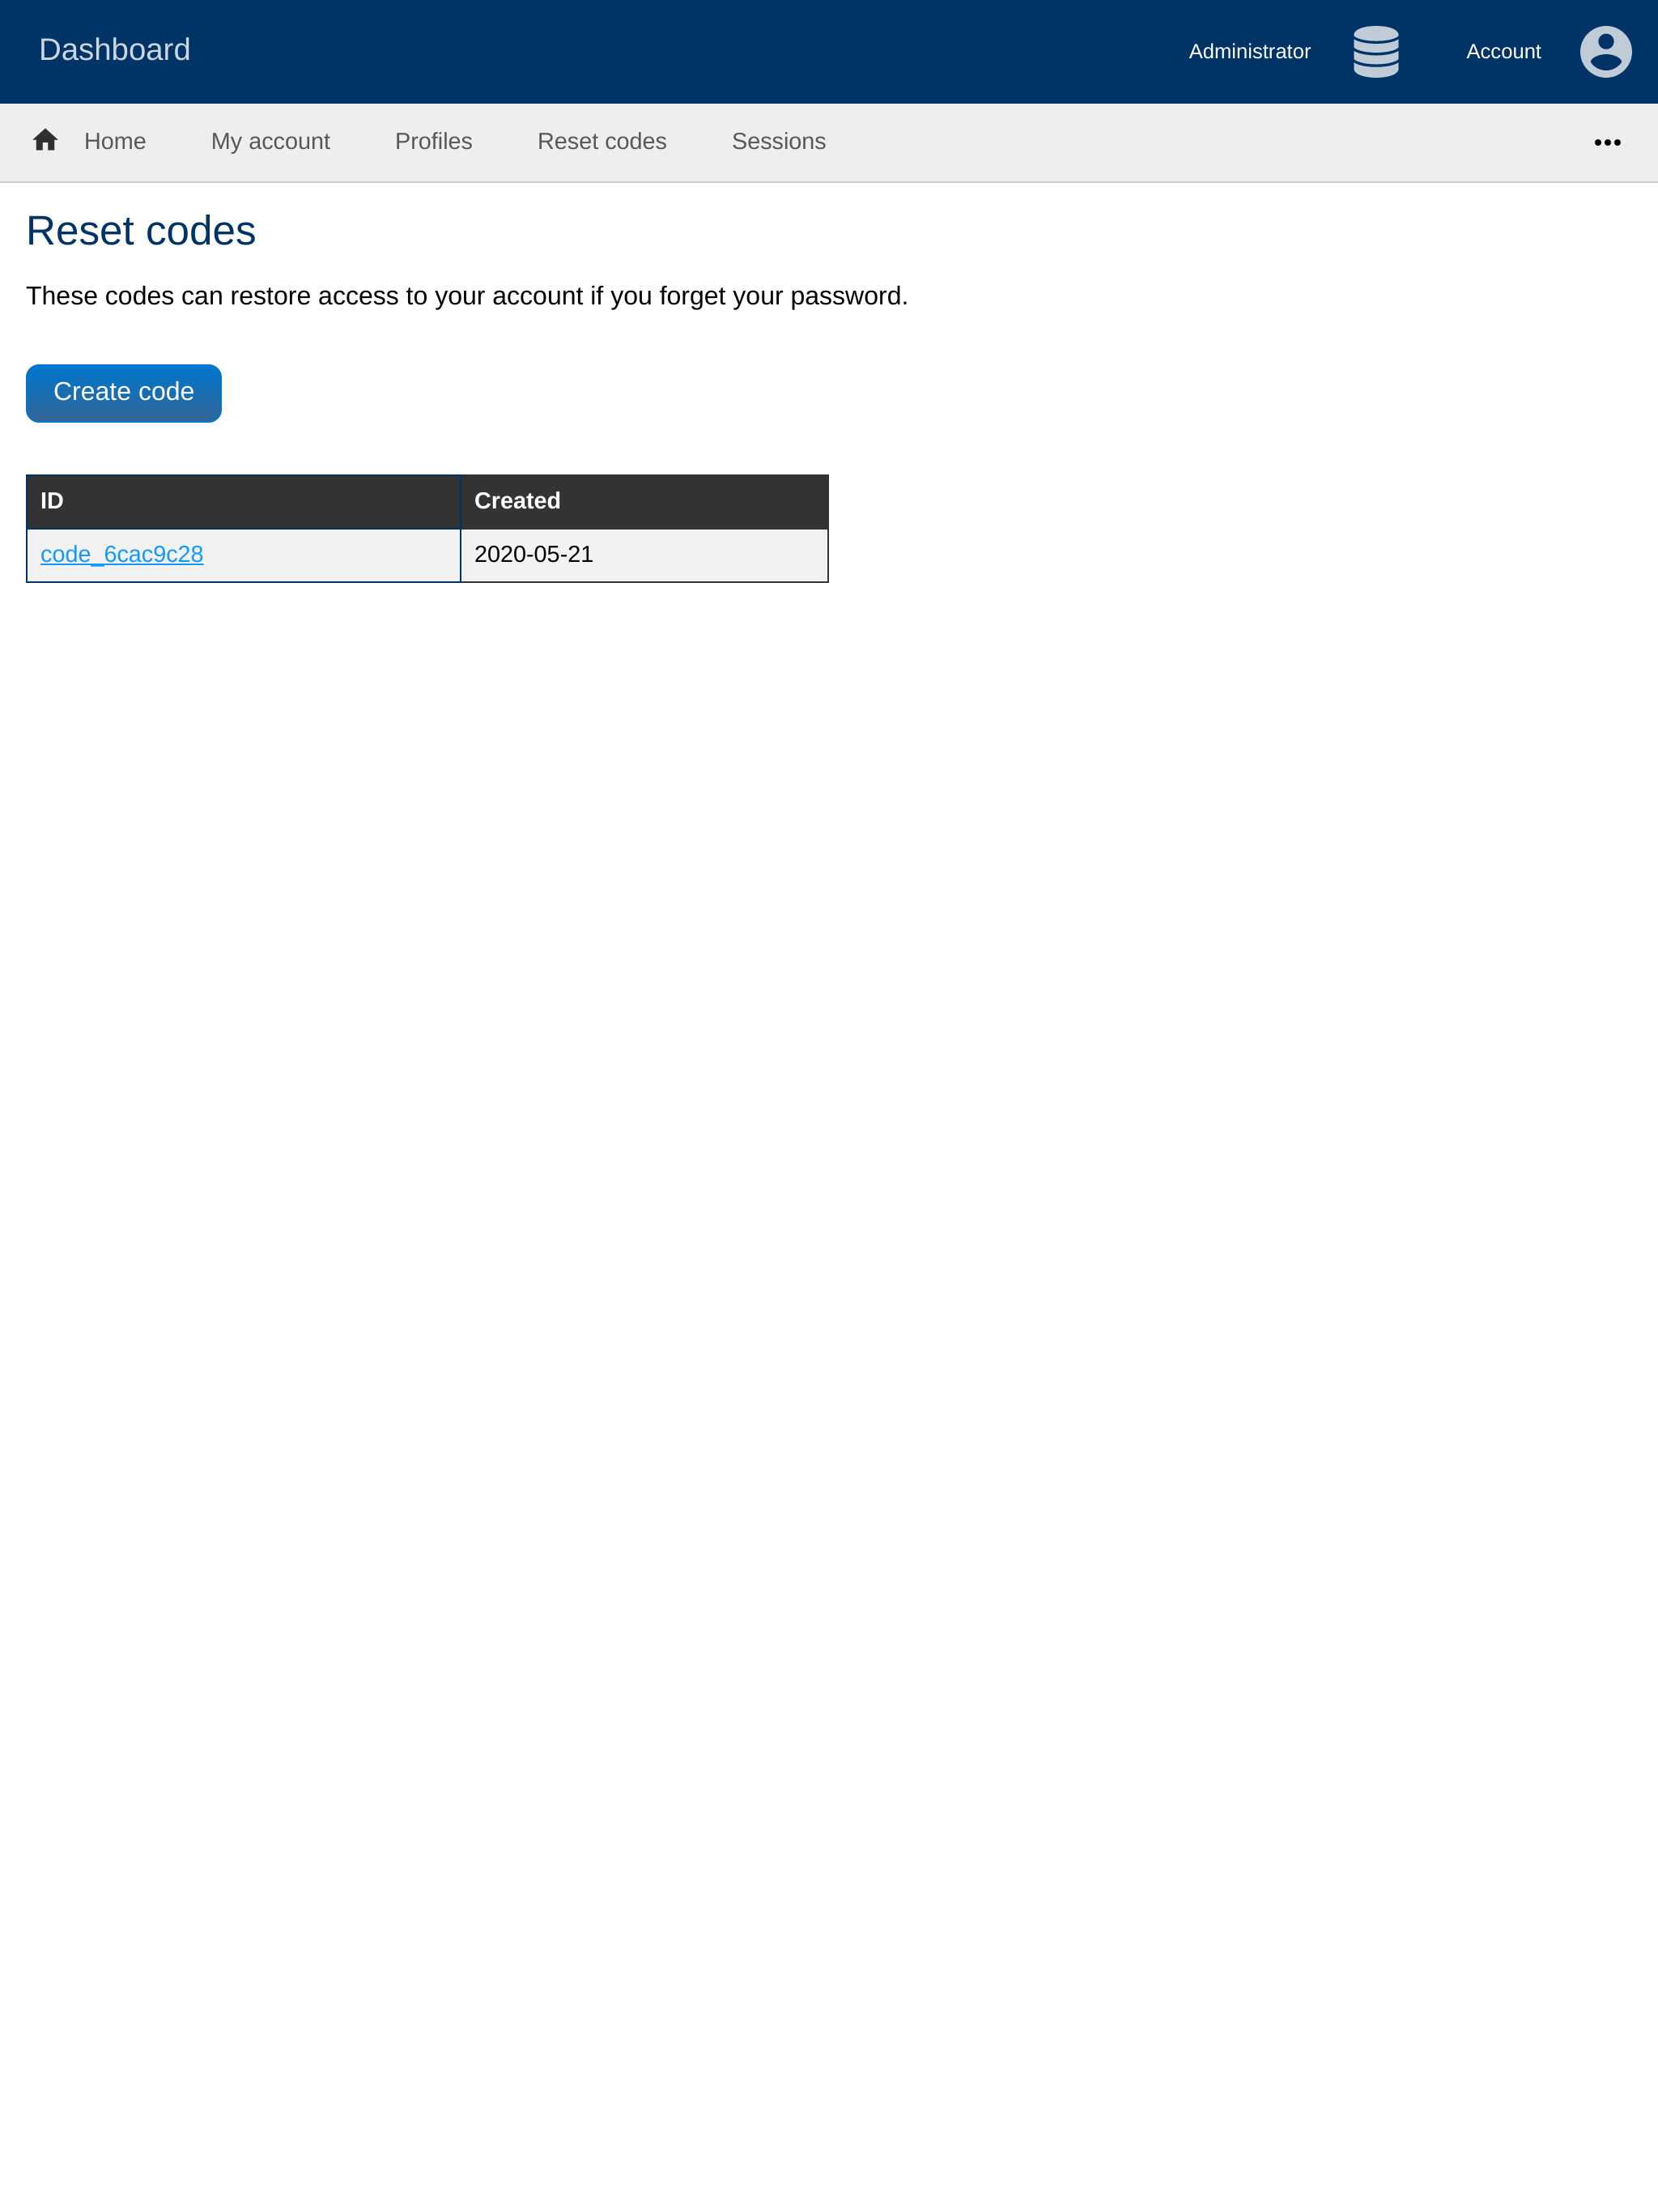 Dashboard
Administrator
Account
Home
My account
Profiles
Reset codes
Sessions
Reset codes
These codes can restore access to your account if you forget your password.
Create code
ID
Created
code_6cac9c28
2020-05-21